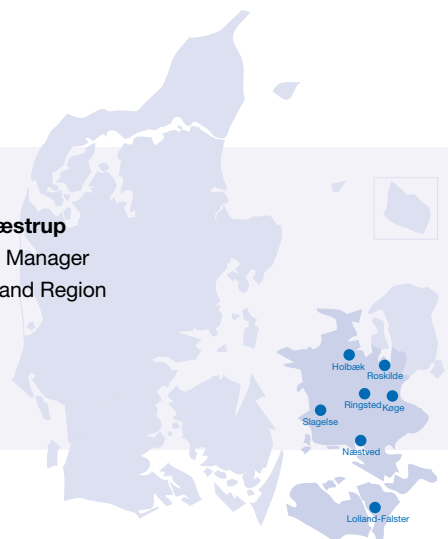 æstrup
Manager
and Region
Holbæk
Roskilde
Ringsted
Køge
Slagelse
Næstved
Lolland-Falster